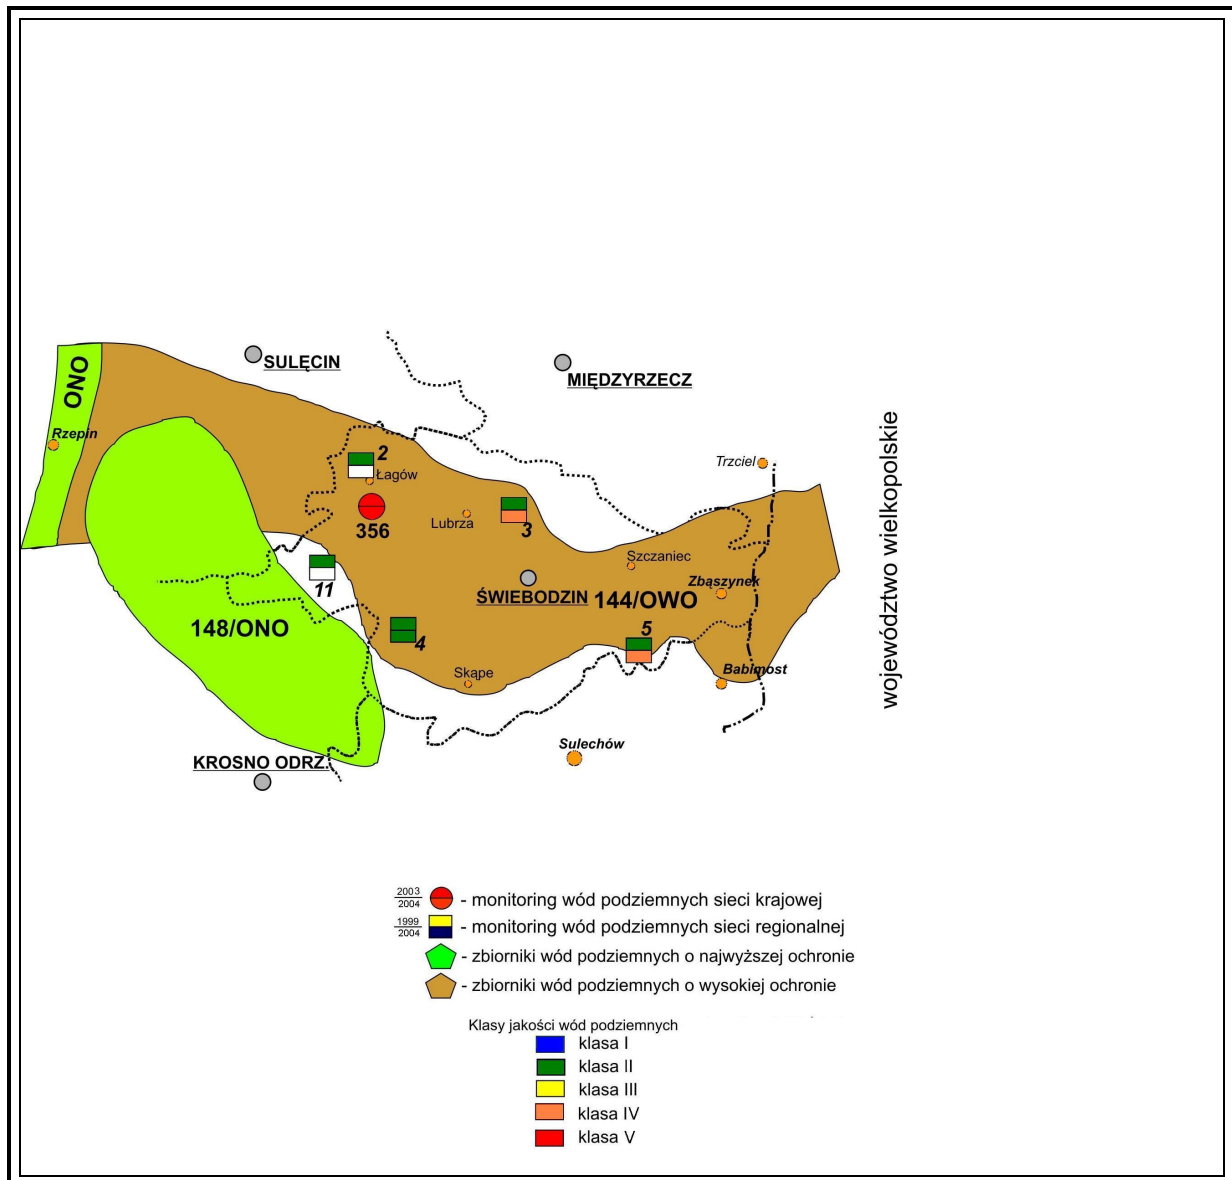 SULĘCIN
ONO
MIĘDZYRZECZ
województwo wielkopolskie
Rzepin
2
Trzciel
Łagów
Lubrza
356
3
Szczaniec
11
Zbąszynek
ŚWIEBODZIN
144/OWO
148/ONO
4
5
Skąpe
Babimost
Sulechów
KROSNO ODRZ.
2003
2004
- monitoring wód podziemnych sieci krajowej
1999
2004
- monitoring wód podziemnych sieci regionalnej
- zbiorniki wód podziemnych o najwyższej ochronie
- zbiorniki wód podziemnych o wysokiej ochronie
Klasy jakości wód podziemnych
klasa I
klasa II
klasa III
klasa IV
klasa V